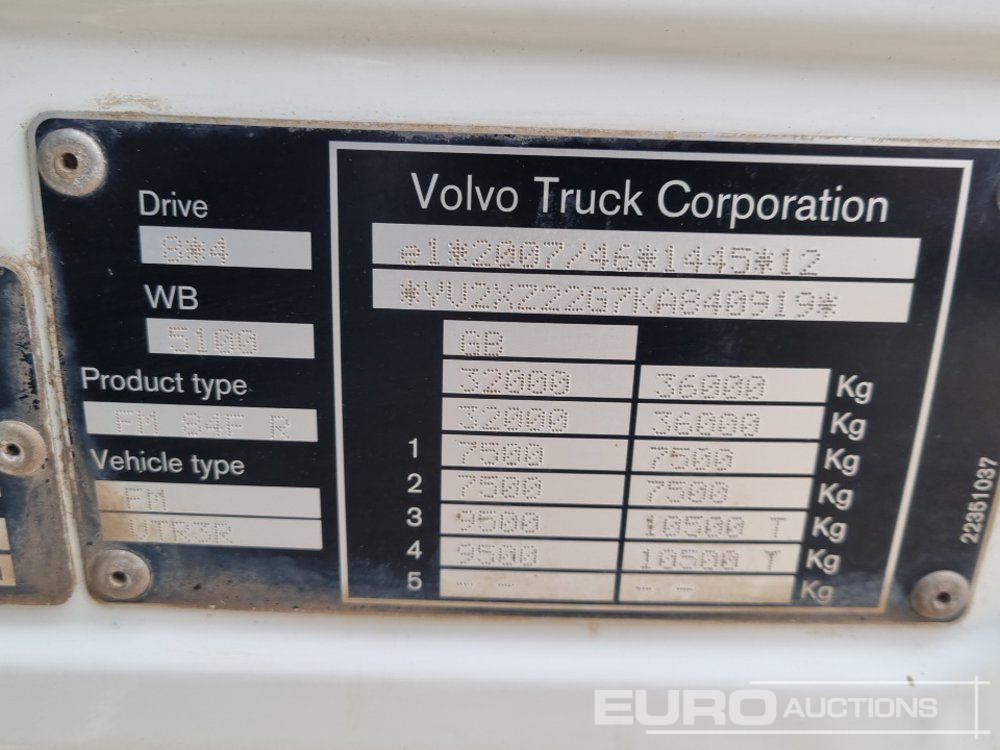 Drive
8*4
WB
5100
Product type
FM 84F R
Vehicle type
FM
VTR3R
Volvo Truck Corporation
e1*2007/46*1445*12
*YV2XZ22G7KA840919*
GB
32000 36000 Kg
32000 36000 Kg
1 7500 7500 Kg
2 7500 7500 Kg
3 9500 10500 T Kg
4 9500 10500 T Kg
5 -- -- -- -- Kg
22351037
EURO AUCTIONS